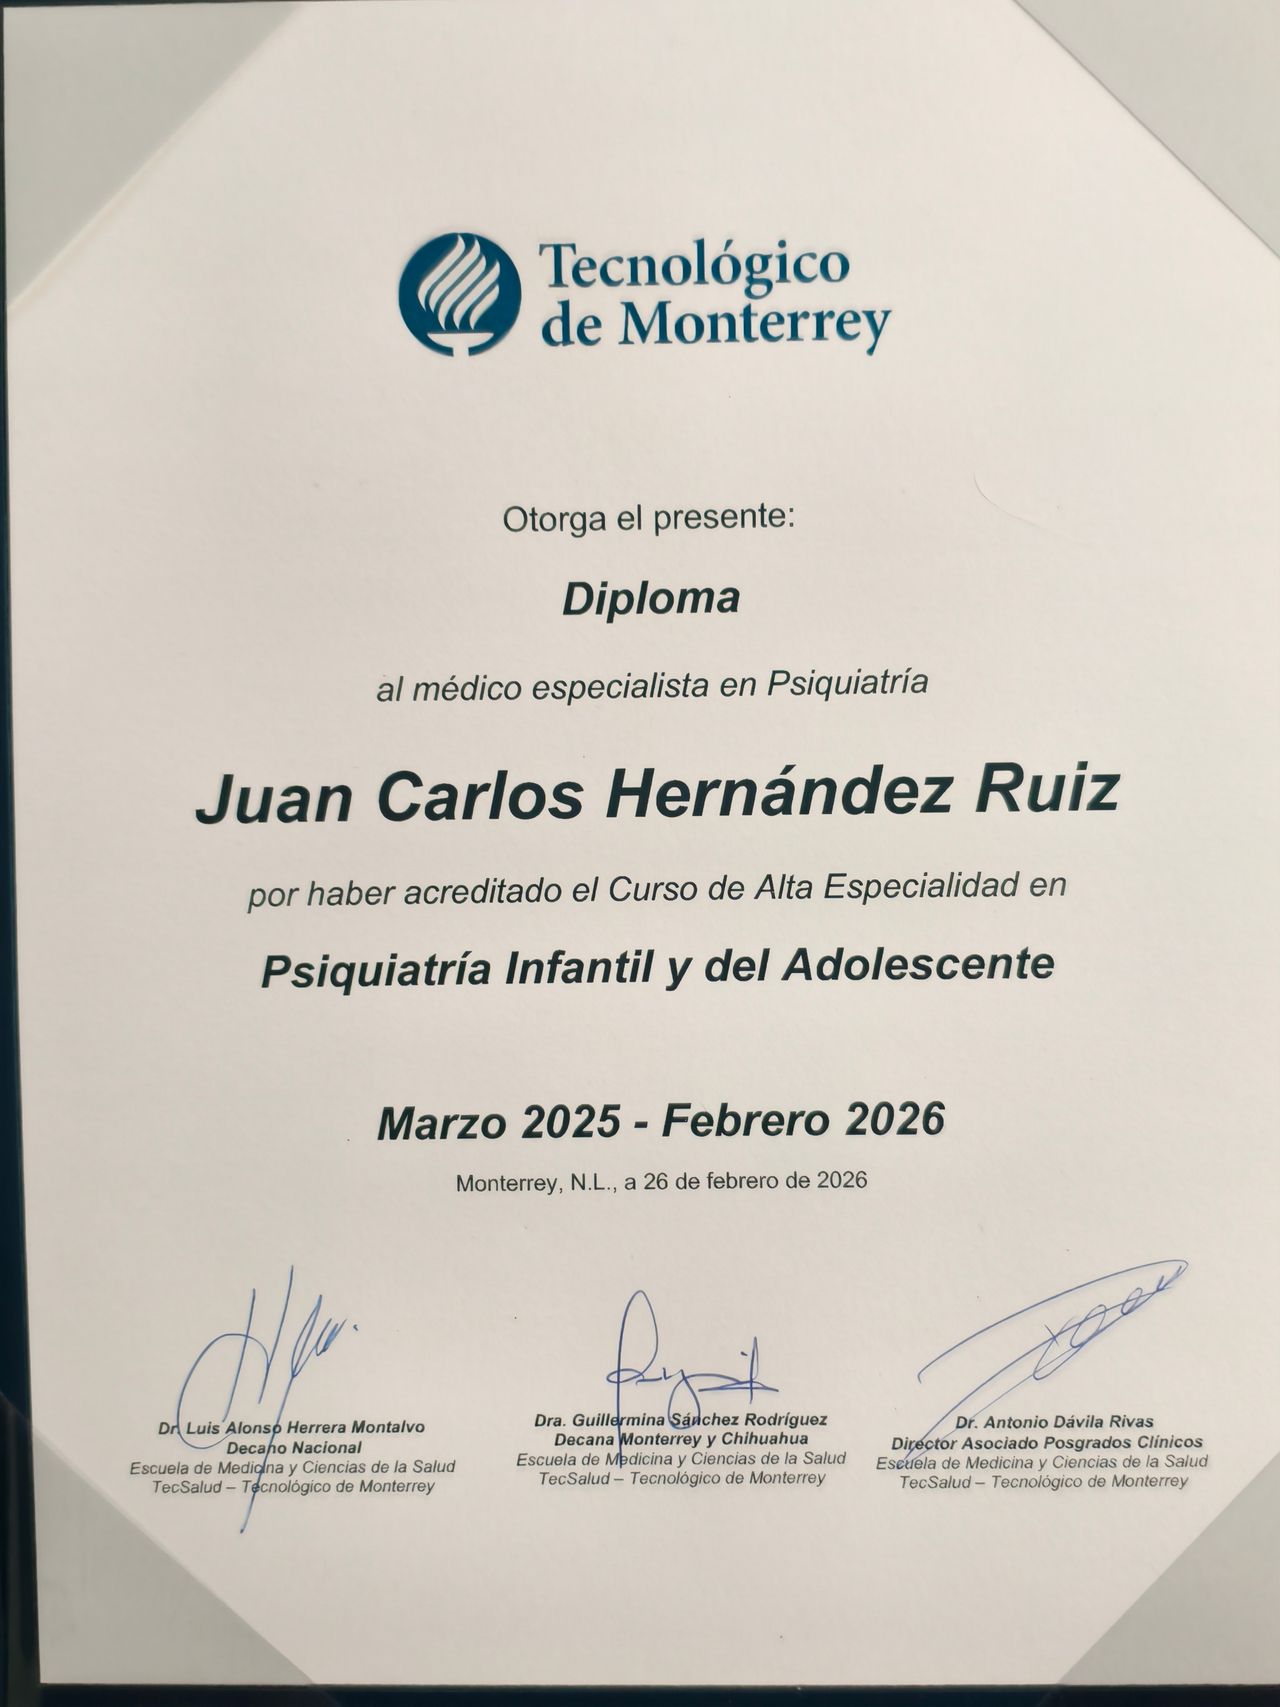 Tecnológico
de Monterrey
Otorga el presente:
Diploma
al médico especialista en Psiquiatría
Juan Carlos Hernández Ruiz
por haber acreditado el Curso de Alta Especialidad en
Psiquiatría Infantil y del Adolescente
Marzo 2025 - Febrero 2026
Monterrey, N.L., a 26 de febrero de 2026
Dr. Luis Alonso Herrera Montalvo
Decano Nacional
Escuela de Medicina y Ciencias de la Salud
TecSalud – Tecnológico de Monterrey
Dra. Guillermina Sánchez Rodríguez
Decana Monterrey y Chihuahua
Escuela de Medicina y Ciencias de la Salud
TecSalud – Tecnológico de Monterrey
Dr. Antonio Dávila Rivas
Director Asociado Posgrados Clínicos
Escuela de Medicina y Ciencias de la Salud
TecSalud – Tecnológico de Monterrey